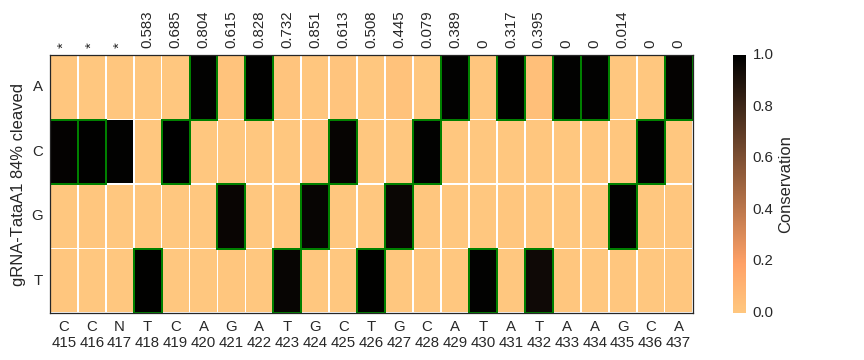 * * * 0.583 0.685 0.804 0.615 0.828 0.732 0.851 0.613 0.508 0.445 0.079 0.389 0 0.317 0.395 0 0 0.014 0 0
gRNA-TataA1 84% cleaved
A
C
G
T
C C N T C A G A T G C T G C A T A T A A G C A
415 416 417 418 419 420 421 422 423 424 425 426 427 428 429 430 431 432 433 434 435 436 437
1.0
0.8
0.6
0.4
0.2
0.0
Conservation